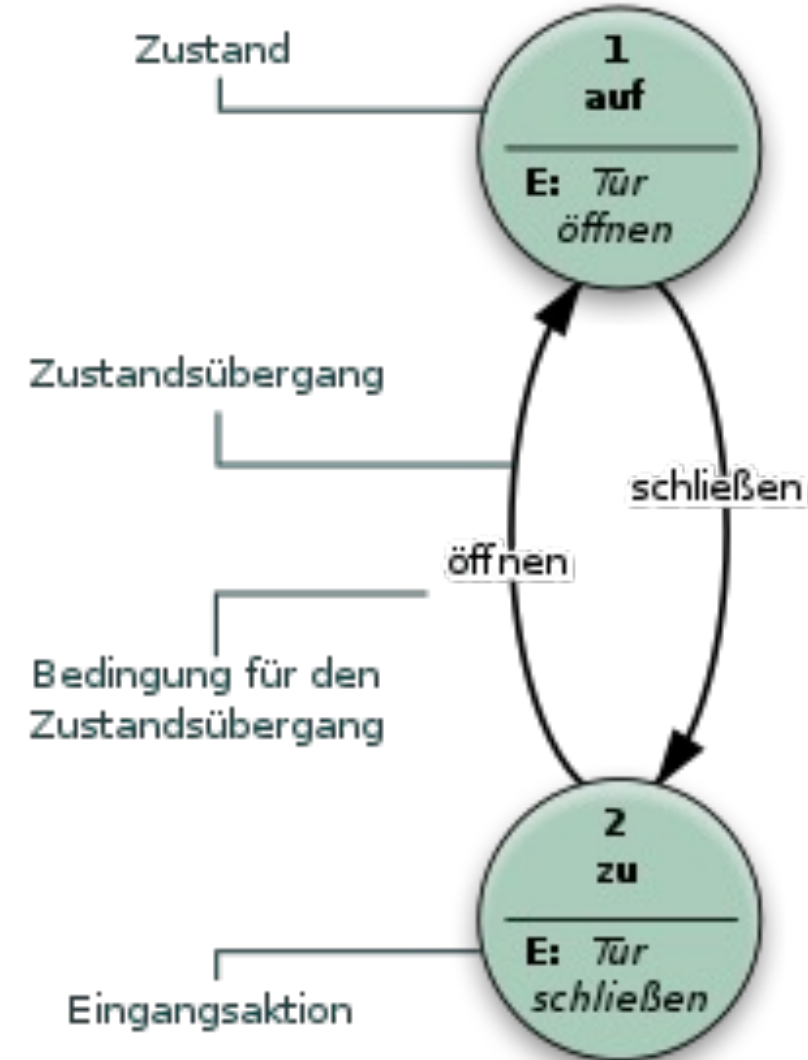 Zustand
1
auf
E: Tür
öffnen
Zustandsübergang
schließen
öffnen
Bedingung für den
Zustandsübergang
2
zu
E: Tür
schließen
Eingangsaktion